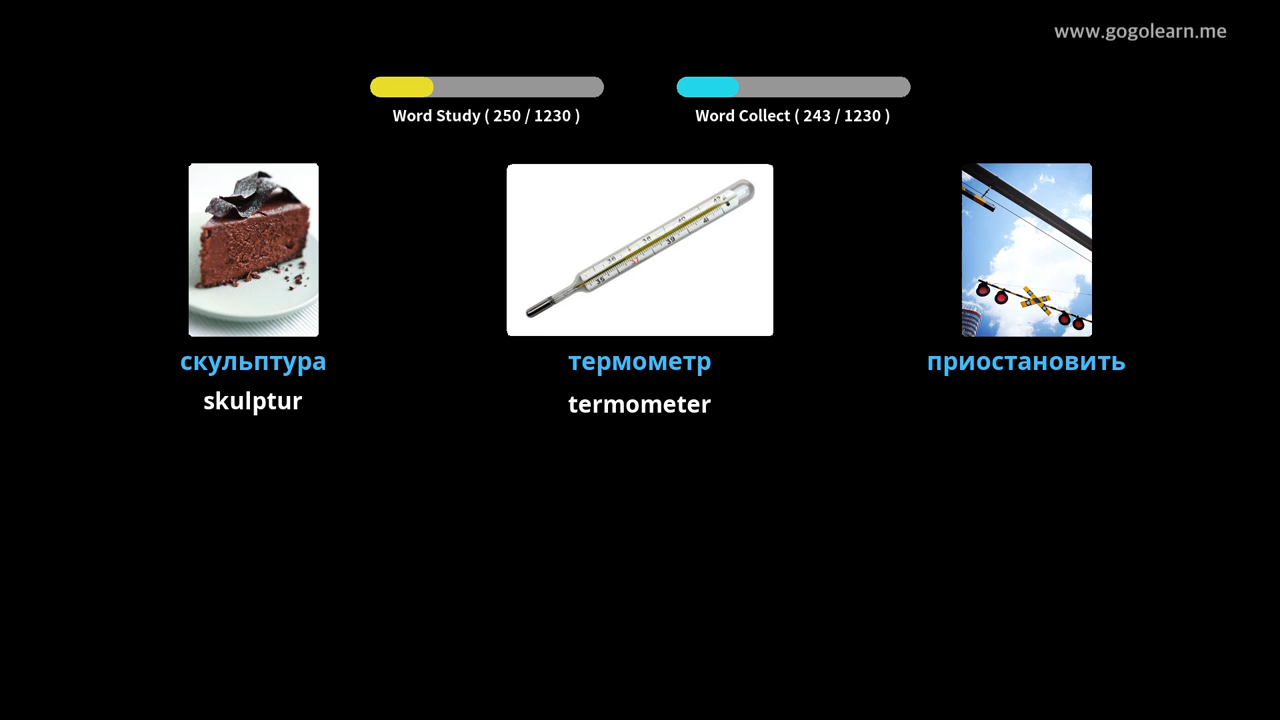 www.gogolearn.me
Word Study ( 250 / 1230 )
Word Collect ( 243 / 1230 )
скульптура
термометр
приостановить
skulptur
termometer